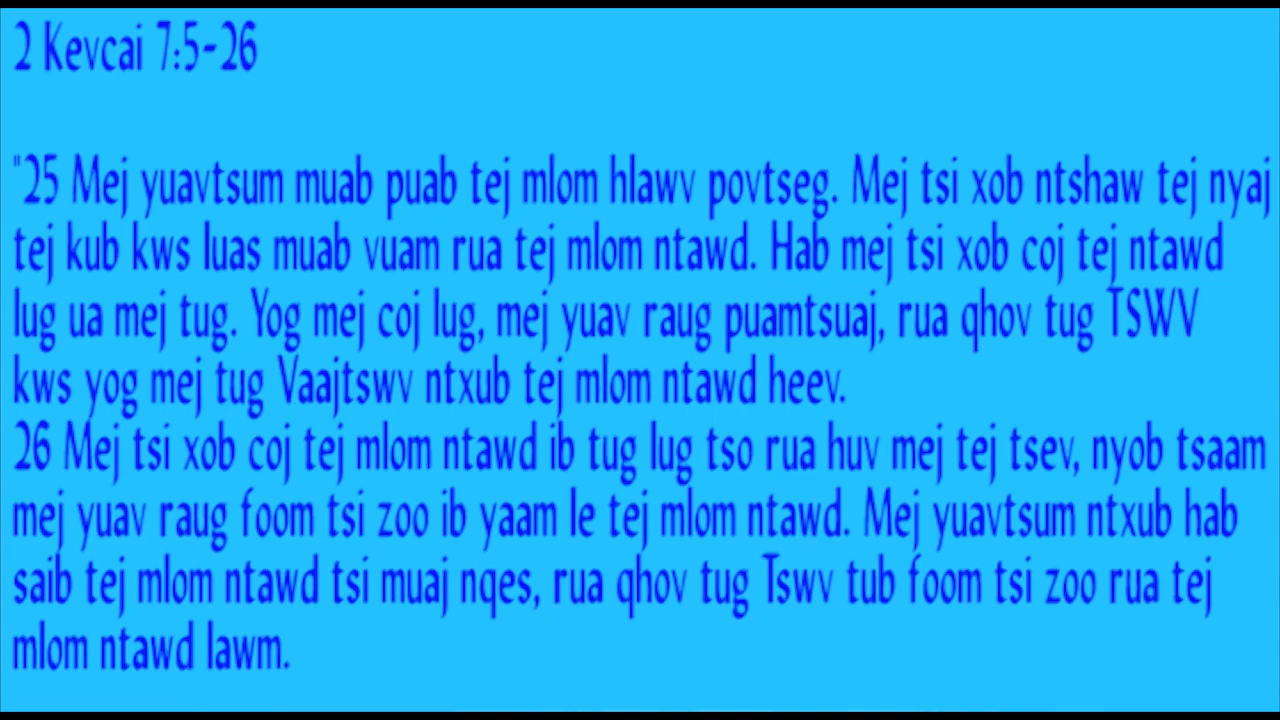 2 Kevcai 7:5-26
"25 Mej yuavtsum muab puab tej mlom hlawv povtseg. Mej tsi xob ntshaw tej nyaj
tej kub kws luas muab vuam rua tej mlom ntawd. Hab mej tsi xob coj tej ntawd
lug ua mej tug. Yog mej coj lug, mej yuav raug puamtsuaj, rua qhov tug TSWV
kws yog mej tug Vaajtswv ntxub tej mlom ntawd heev.
26 Mej tsi xob coj tej mlom ntawd ib tug lug tso rua huv mej tej tsev, nyob tsaam
mej yuav raug foom tsi zoo ib yaam le tej mlom ntawd. Mej yuavtsum ntxub hab
saib tej mlom ntawd tsi muaj nqes, rua qhov tug Tswv tub foom tsi zoo rua tej
mlom ntawd lawm.